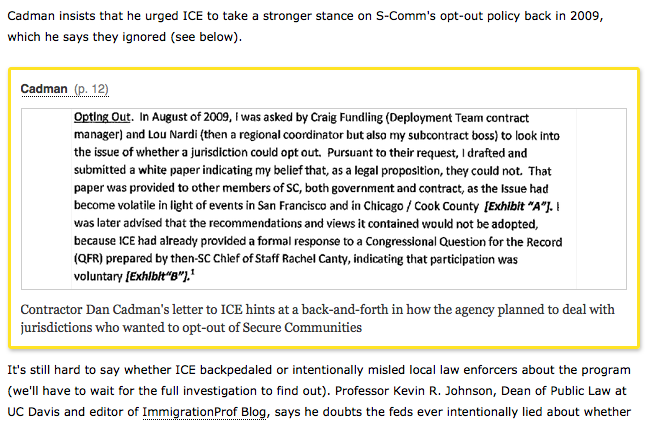 Cadman insists that he urged ICE to take a stronger stance on S-Comm's opt-out policy back in 2009,
which he says they ignored (see below).
Cadman (p. 12)
Opting Out. In August of 2009, I was asked by Craig Fundling (Deployment Team contract
manager) and Lou Nardi (then a regional coordinator but also my subcontract boss) to look into
the issue of whether a jurisdiction could opt out. Pursuant to their request, I drafted and
submitted a white paper indicating my belief that, as a legal proposition, they could not. That
paper was provided to other members of SC, both government and contract, as the issue had
become volatile in light of events in San Francisco and in Chicago / Cook County [Exhibit "A"]. I
was later advised that the recommendations and views it contained would not be adopted,
because ICE had already provided a formal response to a Congressional Question for the Record
(QFR) prepared by then-SC Chief of Staff Rachel Canty, indicating that participation was
voluntary [Exhibit"B"].1
Contractor Dan Cadman's letter to ICE hints at a back-and-forth in how the agency planned to deal with
jurisdictions who wanted to opt-out of Secure Communities
It's still hard to say whether ICE backpedaled or intentionally misled local law enforcers about the program
(we'll have to wait for the full investigation to find out). Professor Kevin R. Johnson, Dean of Public Law at
UC Davis and editor of ImmigrationProf Blog, says he doubts the feds ever intentionally lied about whether